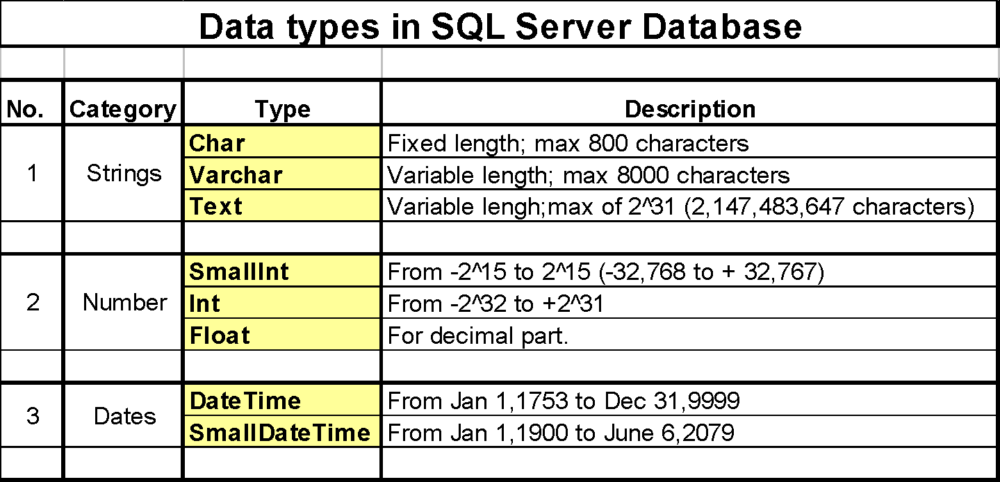 Data types in SQL Server Database
No. Category Type Description
1 Strings Char Fixed length; max 800 characters
Varchar Variable length; max 8000 characters
Text Variable lengh;max of 2^31 (2,147,483,647 characters)
2 Number SmallInt From -2^15 to 2^15 (-32,768 to + 32,767)
Int From -2^32 to +2^31
Float For decimal part.
3 Dates DateTime From Jan 1,1753 to Dec 31,9999
SmallDateTime From Jan 1,1900 to June 6,2079